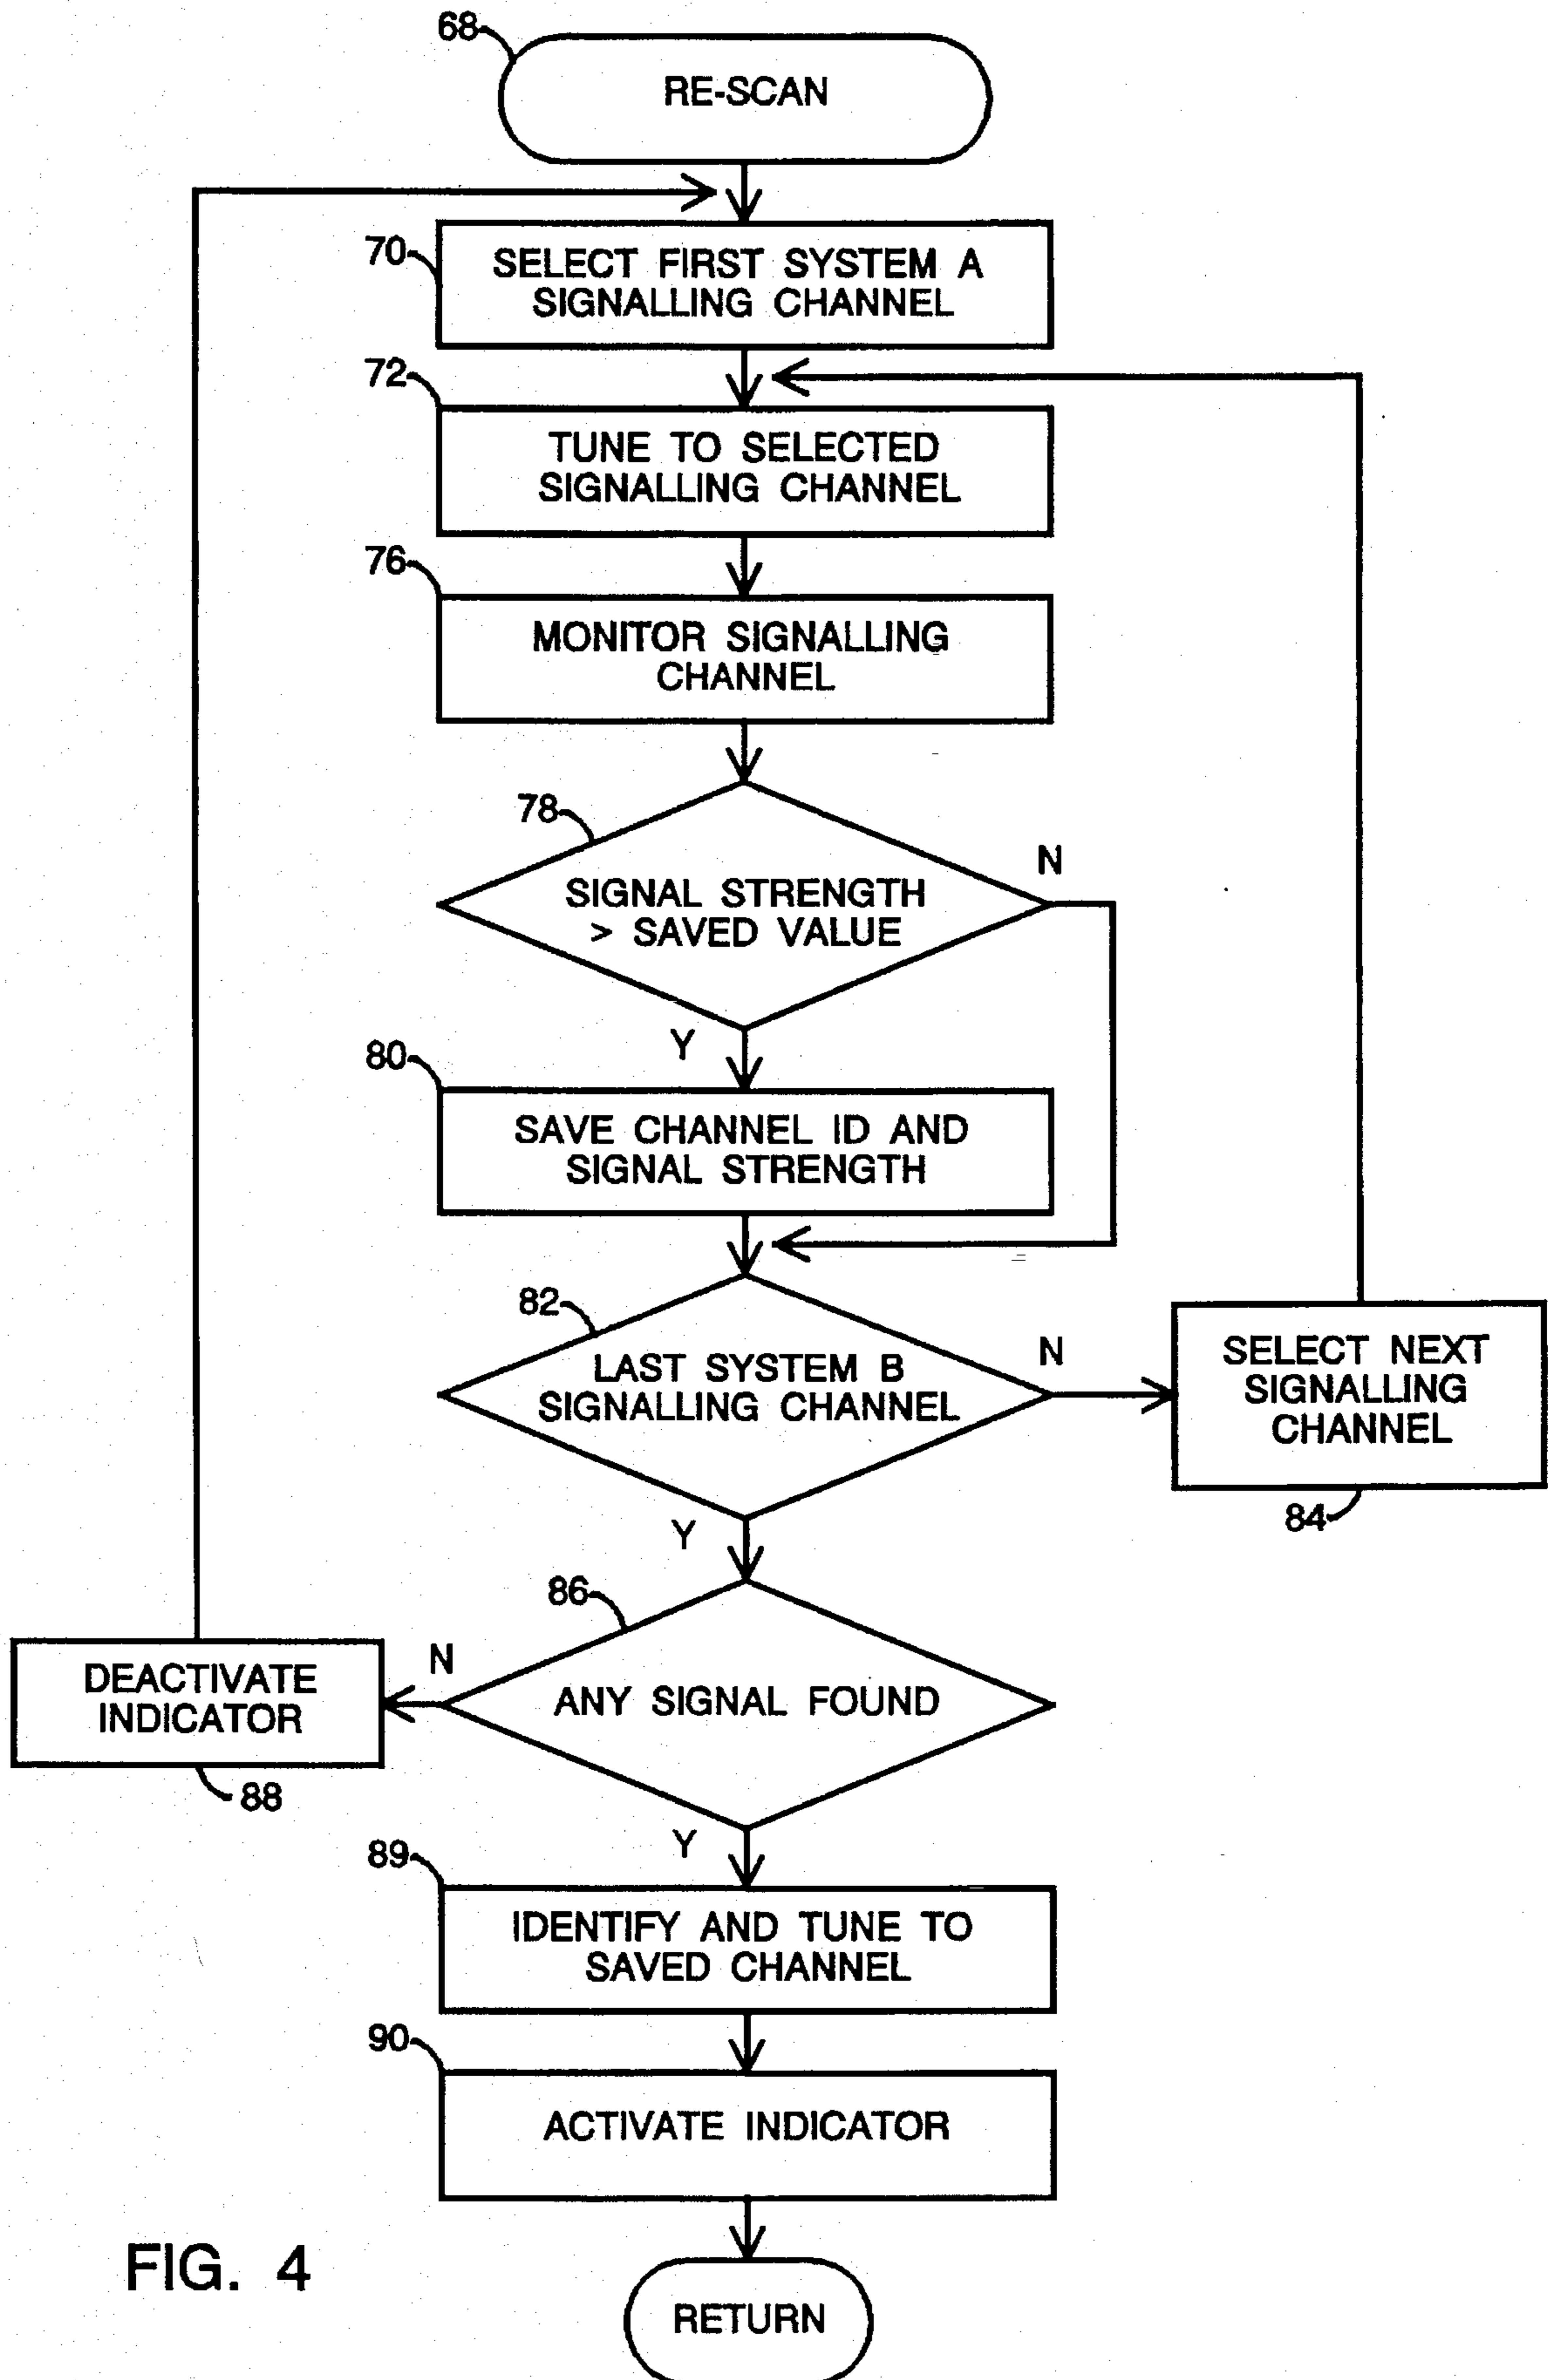 68
RE-SCAN
70
SELECT FIRST SYSTEM A
SIGNALLING CHANNEL
72
TUNE TO SELECTED
SIGNALLING CHANNEL
76
MONITOR SIGNALLING
CHANNEL
78
N
SIGNAL STRENGTH
> SAVED VALUE
Y
80
SAVE CHANNEL ID AND
SIGNAL STRENGTH
82
N
LAST SYSTEM B
SIGNALLING CHANNEL
SELECT NEXT
SIGNALLING
CHANNEL
84
Y
86
N
ANY SIGNAL FOUND
DEACTIVATE
INDICATOR
88
Y
89
IDENTIFY AND TUNE TO
SAVED CHANNEL
90
ACTIVATE INDICATOR
FIG. 4
RETURN